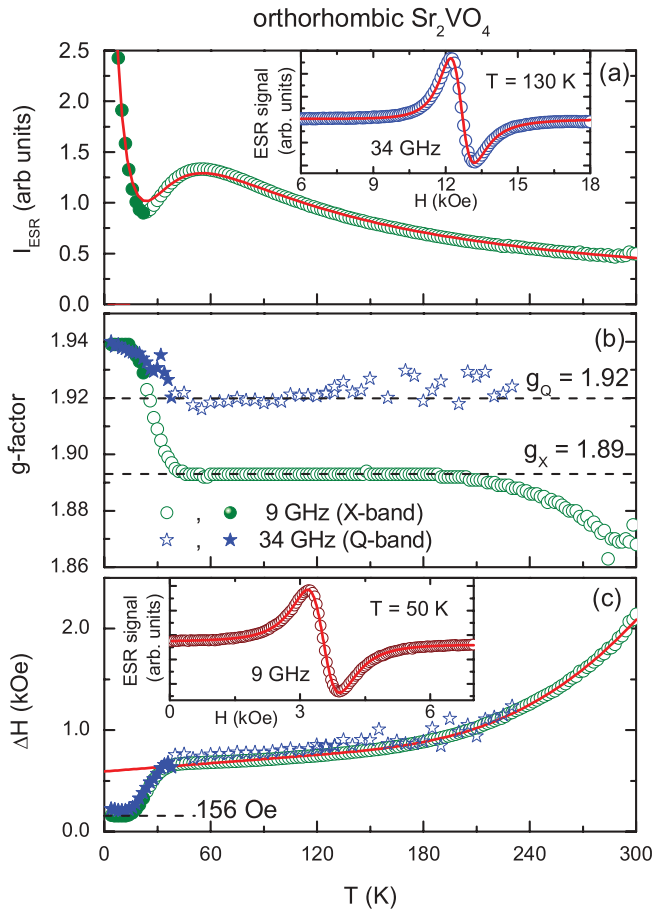 orthorhombic Sr₂VO₄
(a)
I_ESR (arb units)
2.5
2.0
1.5
1.0
0.5
0.0
ESR signal
(arb. units)
T = 130 K
34 GHz
6 9 12 15 18
H (kOe)
(b)
g-factor
1.94
1.92
1.90
1.88
1.86
g_Q = 1.92
g_X = 1.89
, 9 GHz (X-band)
, 34 GHz (Q-band)
(c)
ΔH (kOe)
2.0
1.0
0.0
ESR signal
(arb. units)
T = 50 K
9 GHz
0 3 6
H (kOe)
156 Oe
0 60 120 180 240 300
T (K)